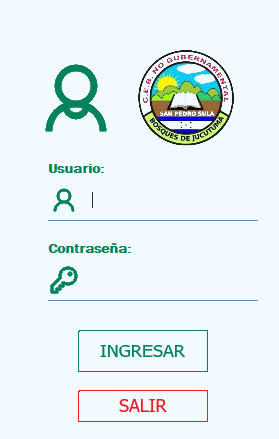 C.E.B. NO GUBERNAMENTAL
SAN PEDRO SULA
BOSQUES DE JUCUTUMA
Usuario:
Contraseña:
INGRESAR
SALIR